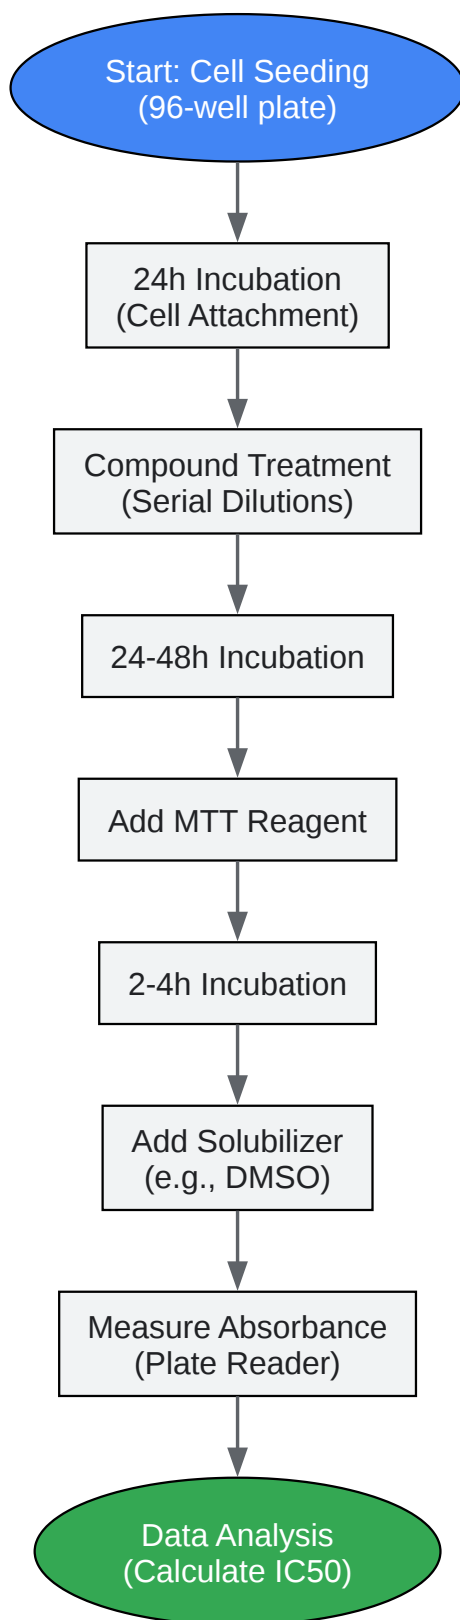 Start: Cell Seeding
(96-well plate)
24h Incubation
(Cell Attachment)
Compound Treatment
(Serial Dilutions)
24-48h Incubation
Add MTT Reagent
2-4h Incubation
Add Solubilizer
(e.g., DMSO)
Measure Absorbance
(Plate Reader)
Data Analysis
(Calculate IC50)